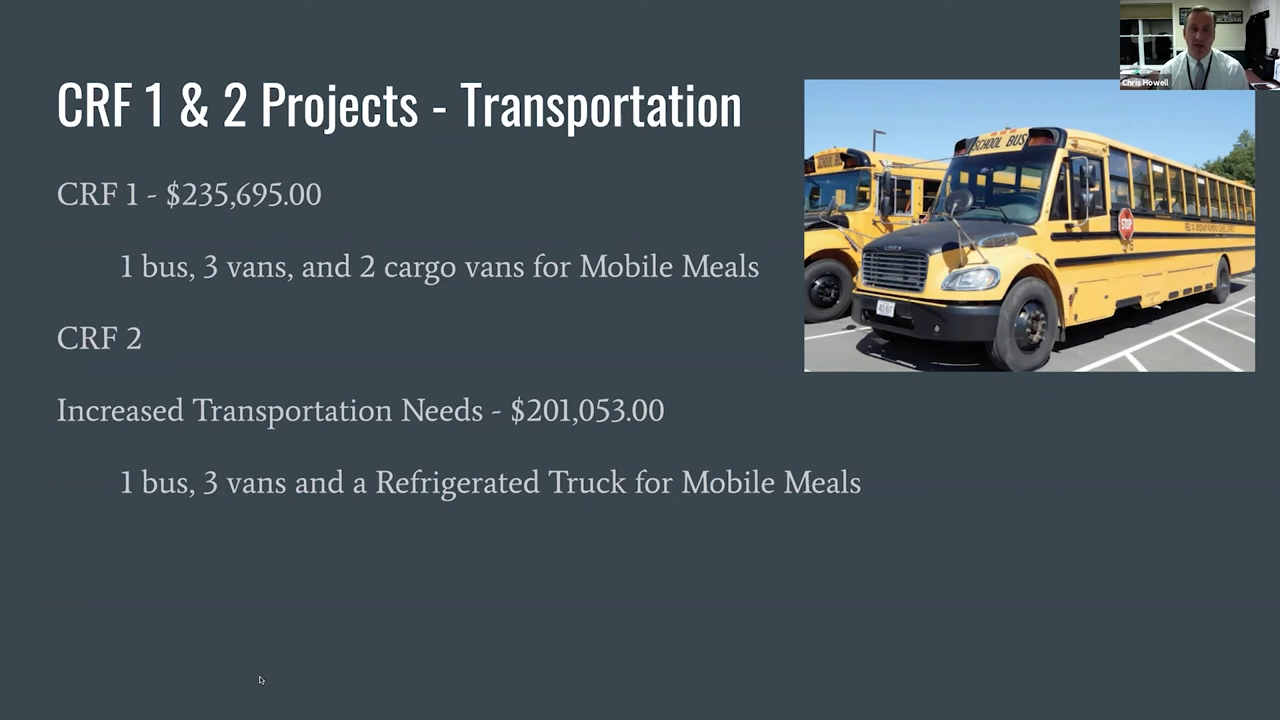 CRF 1 & 2 Projects - Transportation
CRF 1 - $235,695.00
1 bus, 3 vans, and 2 cargo vans for Mobile Meals
CRF 2
Increased Transportation Needs - $201,053.00
1 bus, 3 vans and a Refrigerated Truck for Mobile Meals
Chris Howell
SCHOOL BUS
STOP